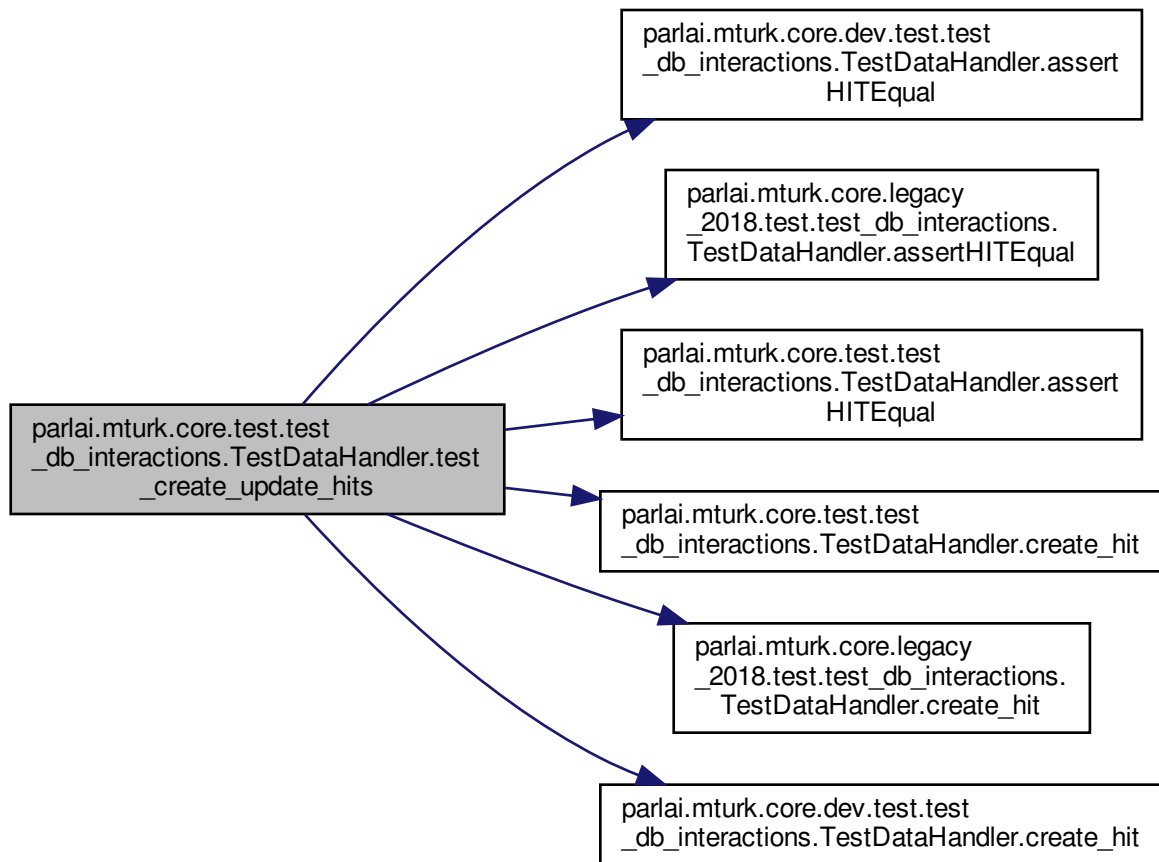 parlai.mturk.core.dev.test.test
_db_interactions.TestDataHandler.assert
HITEqual
parlai.mturk.core.legacy
_2018.test.test_db_interactions.
TestDataHandler.assertHITEqual
parlai.mturk.core.test.test
_db_interactions.TestDataHandler.assert
HITEqual
parlai.mturk.core.test.test
_db_interactions.TestDataHandler.test
_create_update_hits
parlai.mturk.core.test.test
_db_interactions.TestDataHandler.create_hit
parlai.mturk.core.legacy
_2018.test.test_db_interactions.
TestDataHandler.create_hit
parlai.mturk.core.dev.test.test
_db_interactions.TestDataHandler.create_hit